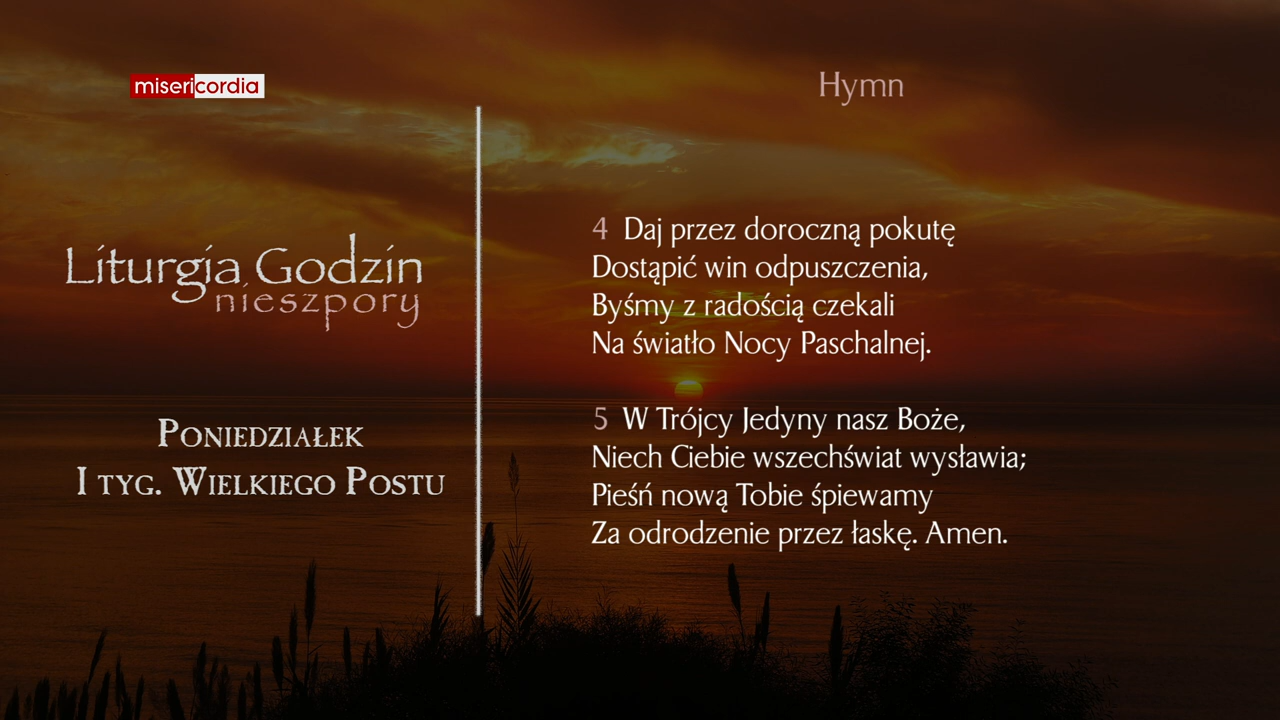 misericordia
Liturgia Godzin
nieszpory
Poniedziałek
I tyg. Wielkiego Postu
Hymn
4 Daj przez doroczną pokutę
Dostąpić win odpuszczenia,
Byśmy z radością czekali
Na światło Nocy Paschalnej.
5 W Trójcy Jedyny nasz Boże,
Niech Ciebie wszechświat wysławia;
Pieśń nową Tobie śpiewamy
Za odrodzenie przez łaskę. Amen.